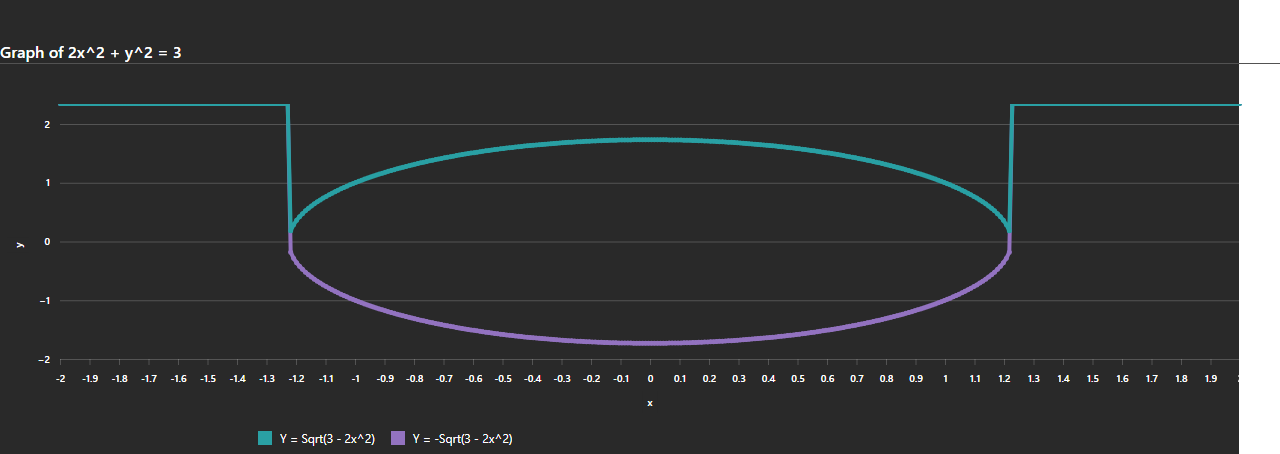 Graph of 2x^2 + y^2 = 3
2
1
0
-1
-2
y
-2 -1.9 -1.8 -1.7 -1.6 -1.5 -1.4 -1.3 -1.2 -1.1 -1 -0.9 -0.8 -0.7 -0.6 -0.5 -0.4 -0.3 -0.2 -0.1 0 0.1 0.2 0.3 0.4 0.5 0.6 0.7 0.8 0.9 1 1.1 1.2 1.3 1.4 1.5 1.6 1.7 1.8 1.9
x
Y = Sqrt(3 - 2x^2) Y = -Sqrt(3 - 2x^2)